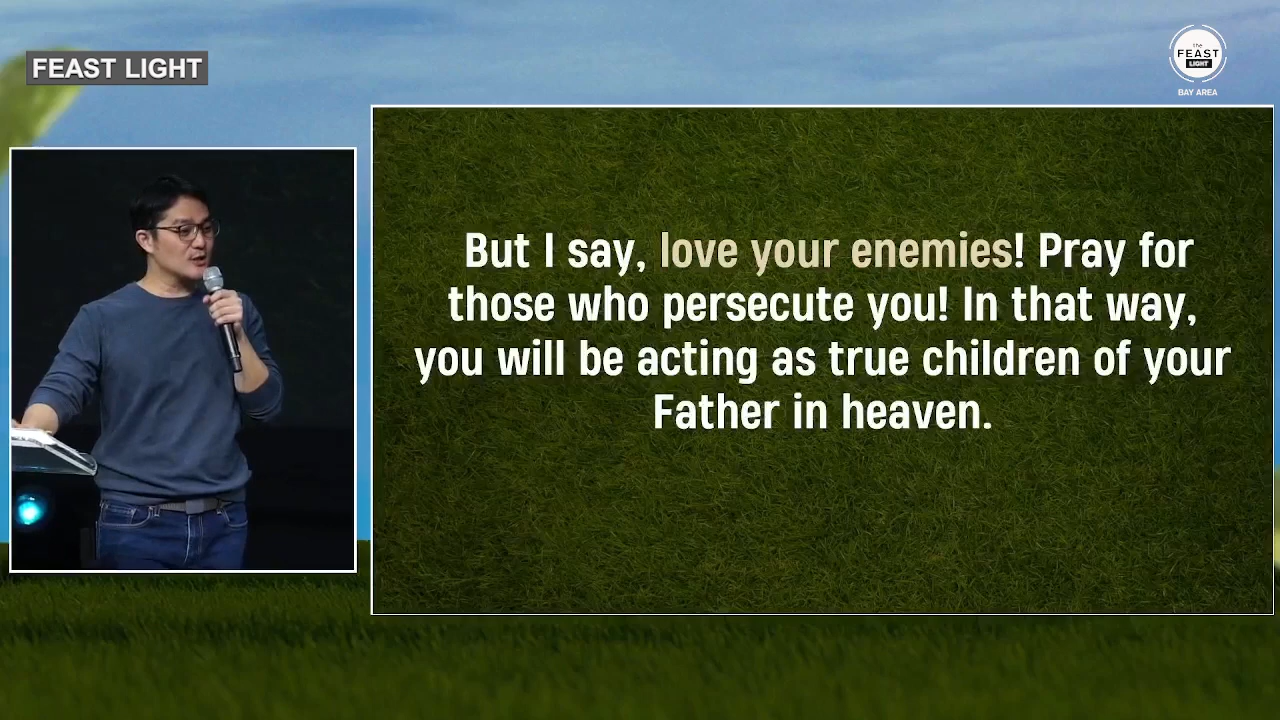 FEAST LIGHT
the
FEAST
LIGHT
BAY AREA
But I say, love your enemies! Pray for
those who persecute you! In that way,
you will be acting as true children of your
Father in heaven.